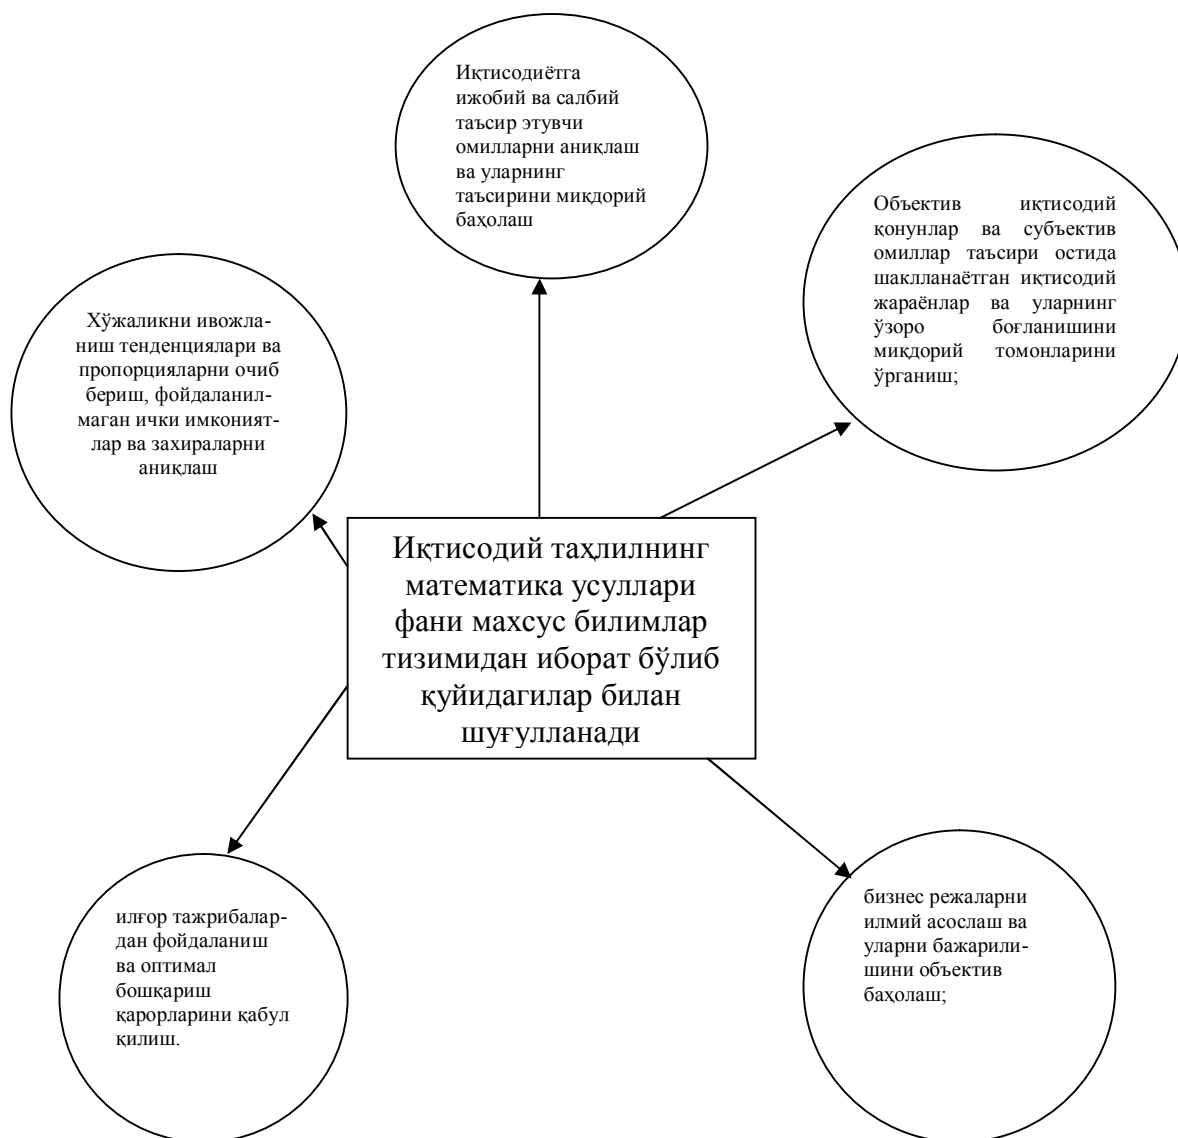 Иқтисодиётга
ижобий ва салбий
таъсир этувчи
омилларни аниқлаш
ва уларнинг
таъсирини миқдорий
баҳолаш
Объектив иқтисодий
қонунлар ва субъектив
омиллар таъсири остида
шаклланаётган иқтисодий
жараёнлар ва уларнинг
ўзоро боғланишини
миқдорий томонларини
ўрганиш;
Хўжаликни ивожла-
ниш тенденциялари ва
пропорцияларни очиб
бериш, фойдаланил-
маган ички имконият-
лар ва захираларни
аниқлаш
Иқтисодий таҳлилнинг
математика усуллари
фани махсус билимлар
тизимидан иборат бўлиб
қуйидагилар билан
шуғулланади
илғор тажрибалар-
дан фойдаланиш
ва оптимал
бошқариш
қарорларини қабул
қилиш.
бизнес режаларни
илмий асослаш ва
уларни бажарили-
шини объектив
баҳолаш;